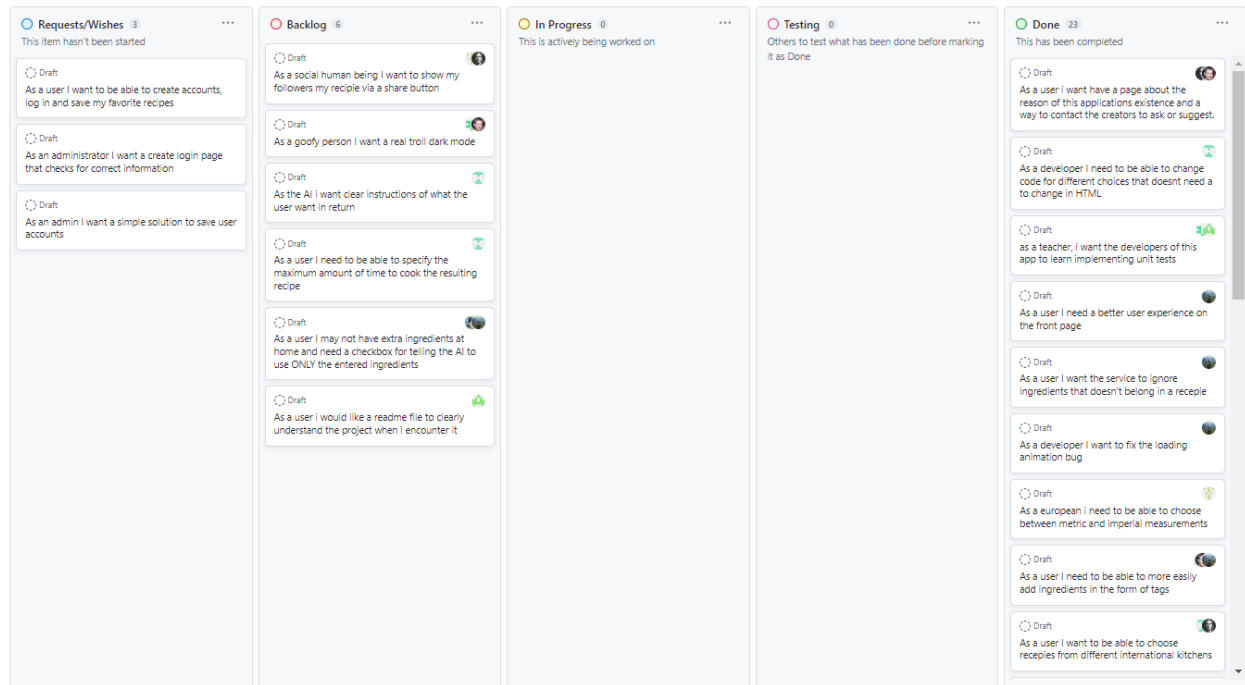 Requests/Wishes 3
This item hasn't been started
Draft
As a user I want to be able to create accounts,
log in and save my favorite recipes
Draft
As an administrator I want a create login page
that checks for correct information
Draft
As an admin I want a simple solution to save user
accounts
Backlog 6
Draft
As a social human being I want to show my
followers my recipie via a share button
Draft
As a goofy person I want a real troll dark mode
Draft
As the AI i want clear instructions of what the
user want in return
Draft
As a user I need to be able to specify the
maximum amount of time to cook the resulting
recipe
Draft
As a user I may not have extra ingredients at
home and need a checkbox for telling the AI to
use ONLY the entered ingredients
Draft
As a user i would like a readme file to clearly
understand the project when i encounter it
In Progress 0
This is actively being worked on
Testing 0
Others to test what has been done before marking
it as Done
Done 23
This has been completed
Draft
As a user i want have a page about the
reason of this applications existence and a
way to contact the creators to ask or suggest.
Draft
As a developer I need to be able to change
code for different choices that doesnt need a
to change in HTML
Draft
as a teacher, i want the developers of this
app to learn implementing unit tests
Draft
As a user I need a better user experience on
the front page
Draft
As a user I want the service to ignore
ingredients that doesn't belong in a recepie
Draft
As a developer I want to fix the loading
animation bug
Draft
As a european i need to be able to choose
between metric and imperial measurements
Draft
As a user I need to be able to more easily
add ingredients in the form of tags
Draft
As a user I want to be able to choose
recepies from different international kitchens